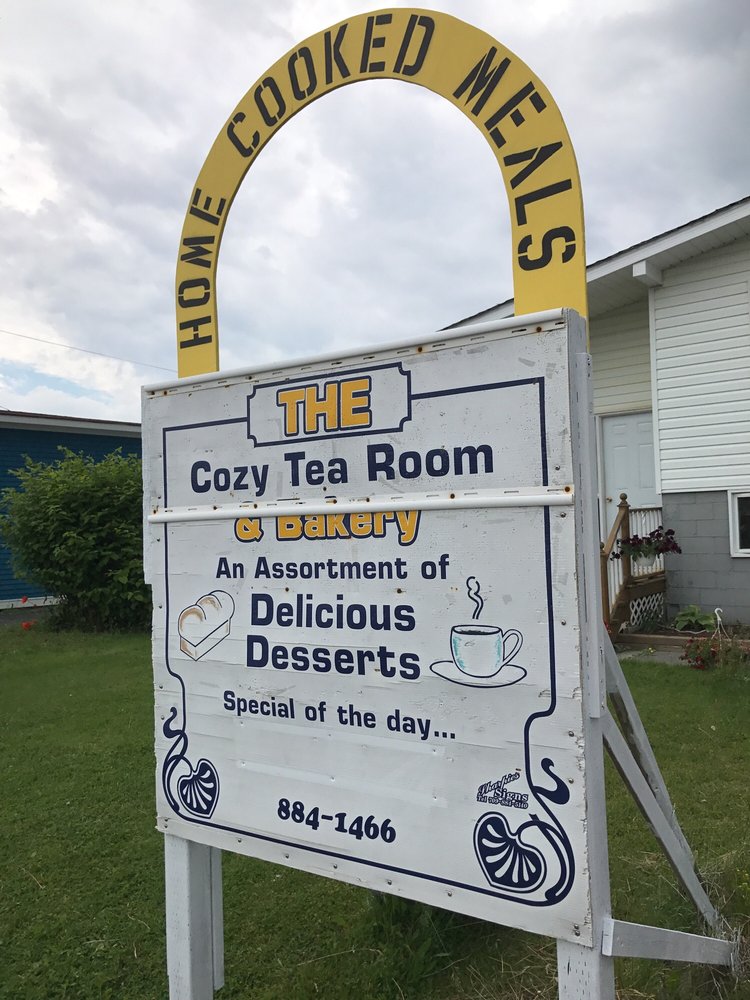 HOME COOKED MEALS
THE
Cozy Tea Room
& Bakery
An Assortment of
Delicious
Desserts
Special of the day...
884-1466
Signs